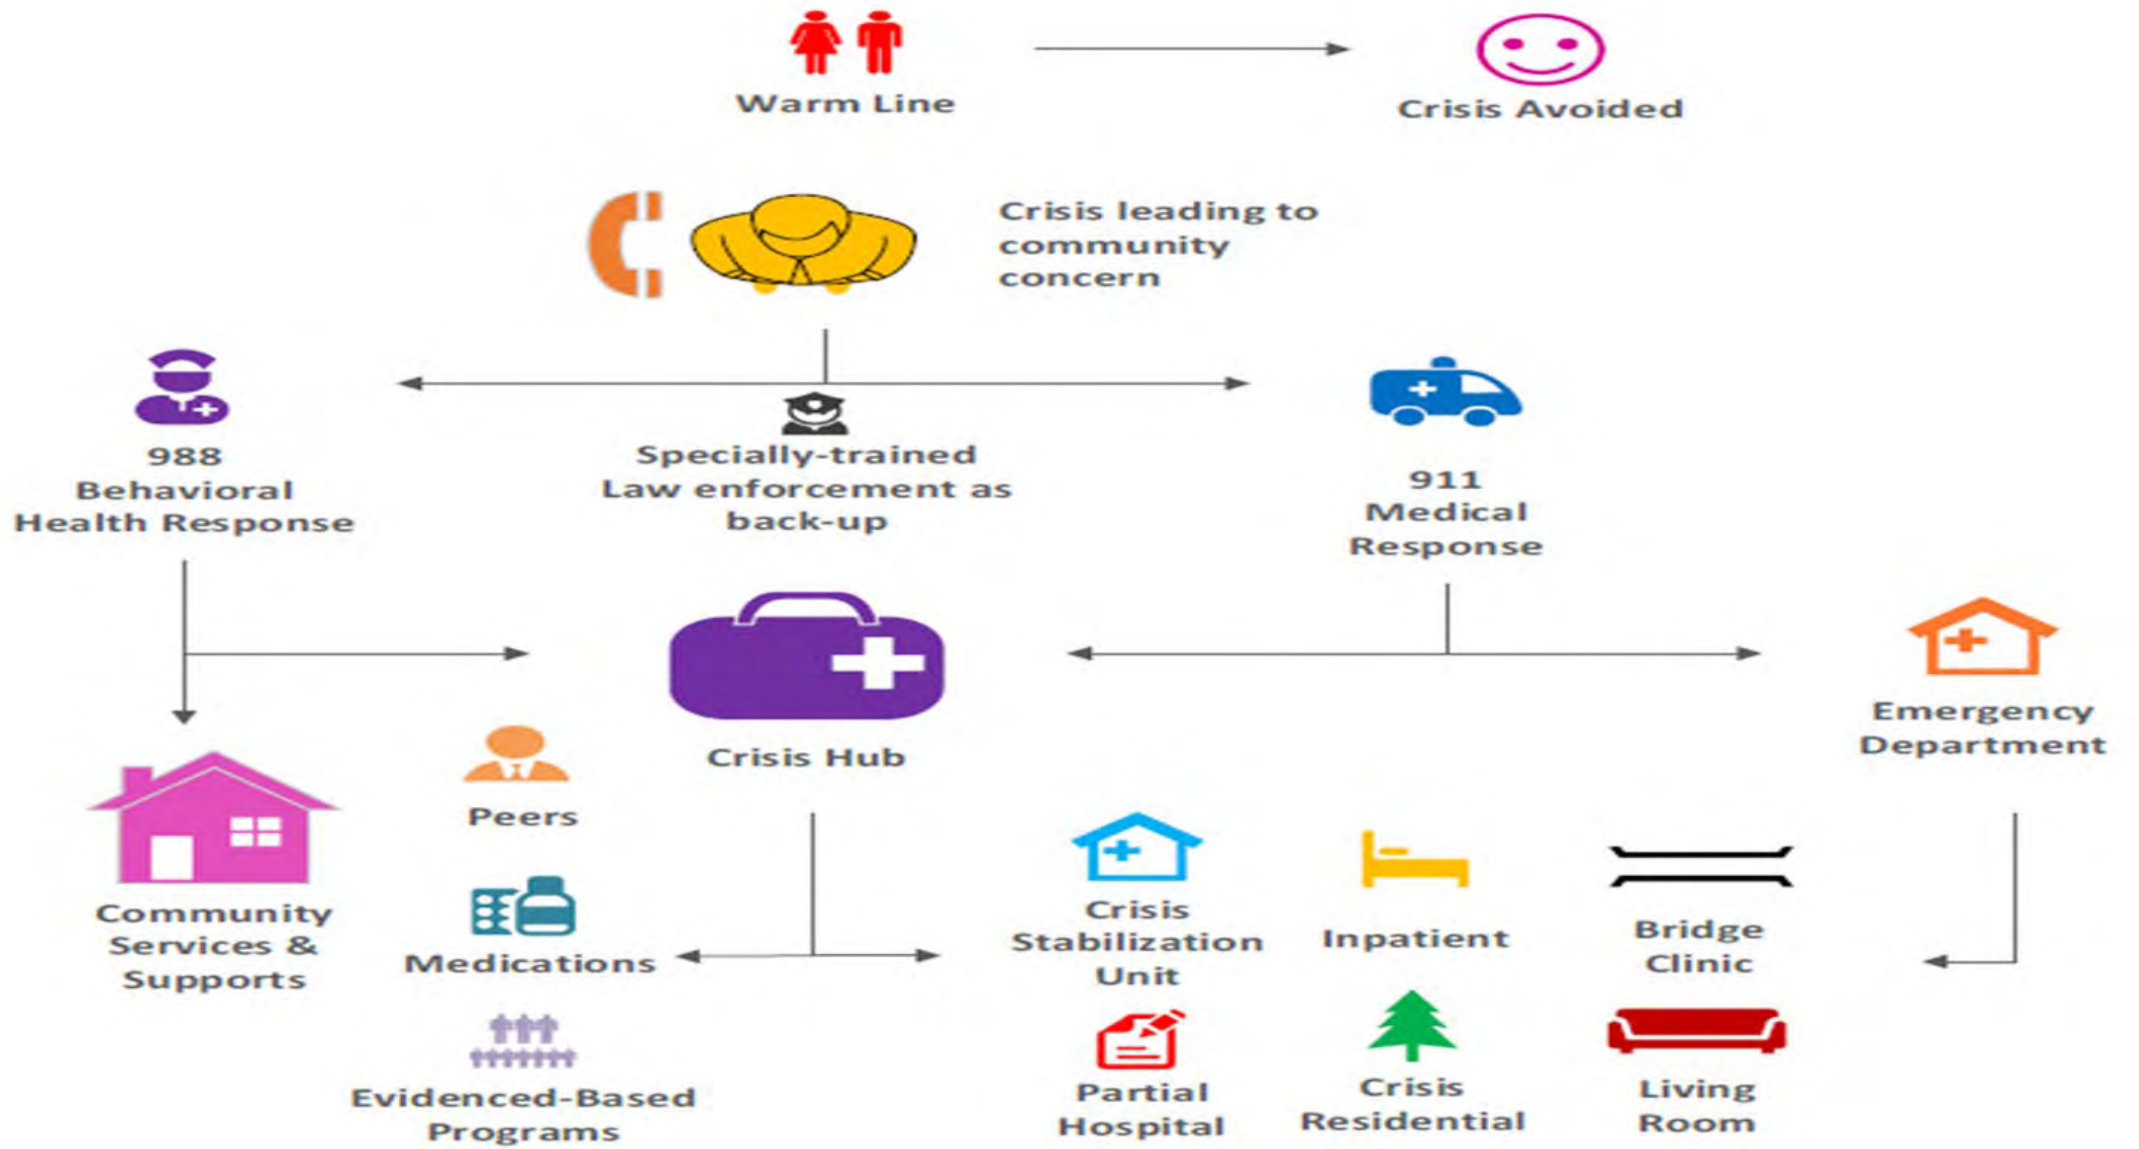 Warm Line
Crisis Avoided
Crisis leading to
community
concern
988
Behavioral
Health Response
Specially-trained
Law enforcement as
back-up
911
Medical
Response
Crisis Hub
Emergency
Department
Community
Services &
Supports
Peers
Medications
Evidenced-Based
Programs
Crisis
Stabilization
Unit
Inpatient
Bridge
Clinic
Partial
Hospital
Crisis
Residential
Living
Room